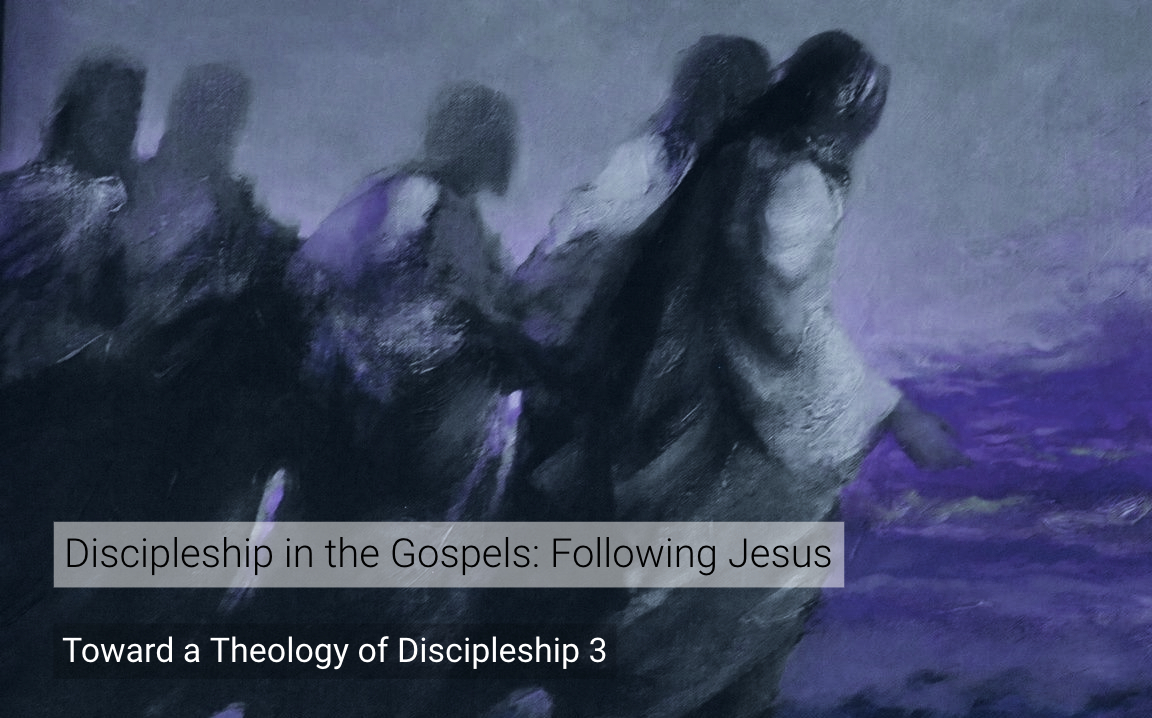 Discipleship in the Gospels: Following Jesus
Toward a Theology of Discipleship 3